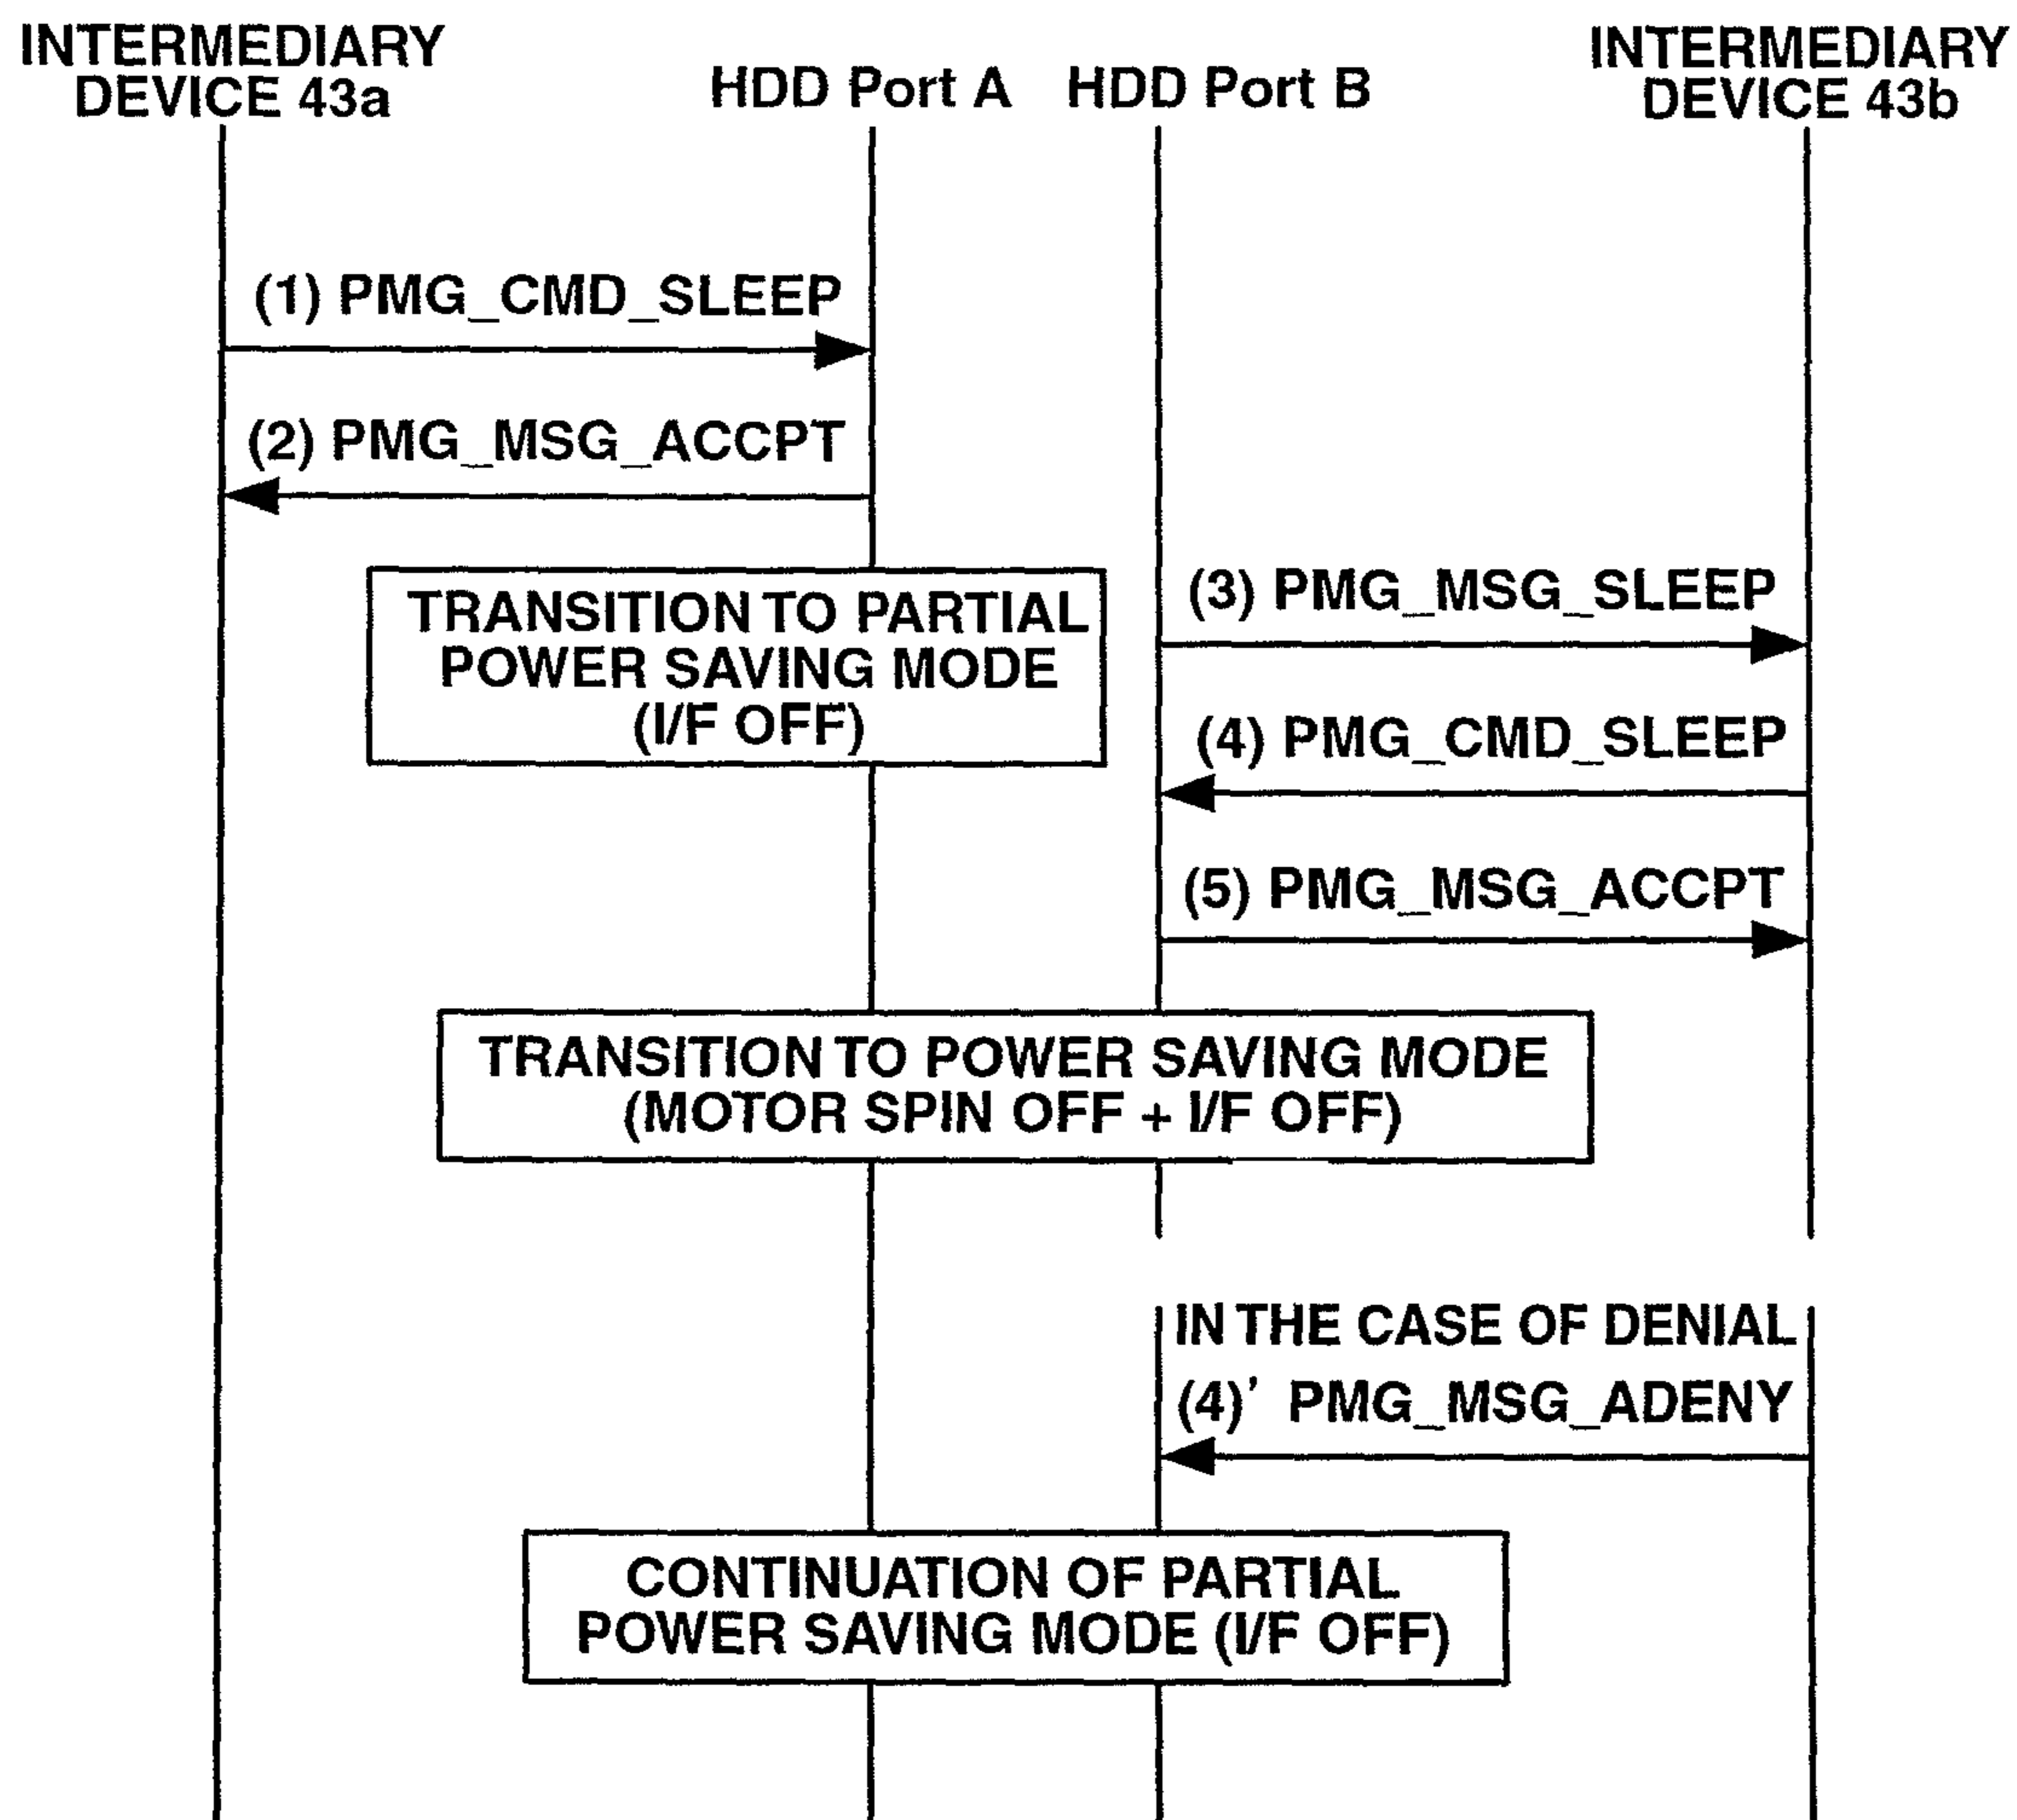 INTERMEDIARY
DEVICE 43a
HDD Port A
HDD Port B
INTERMEDIARY
DEVICE 43b
(1) PMG_CMD_SLEEP
(2) PMG_MSG_ACCPT
TRANSITION TO PARTIAL
POWER SAVING MODE
(I/F OFF)
(3) PMG_MSG_SLEEP
(4) PMG_CMD_SLEEP
(5) PMG_MSG_ACCPT
TRANSITION TO POWER SAVING MODE
(MOTOR SPIN OFF + I/F OFF)
IN THE CASE OF DENIAL
(4)' PMG_MSG_ADENY
CONTINUATION OF PARTIAL
POWER SAVING MODE (I/F OFF)